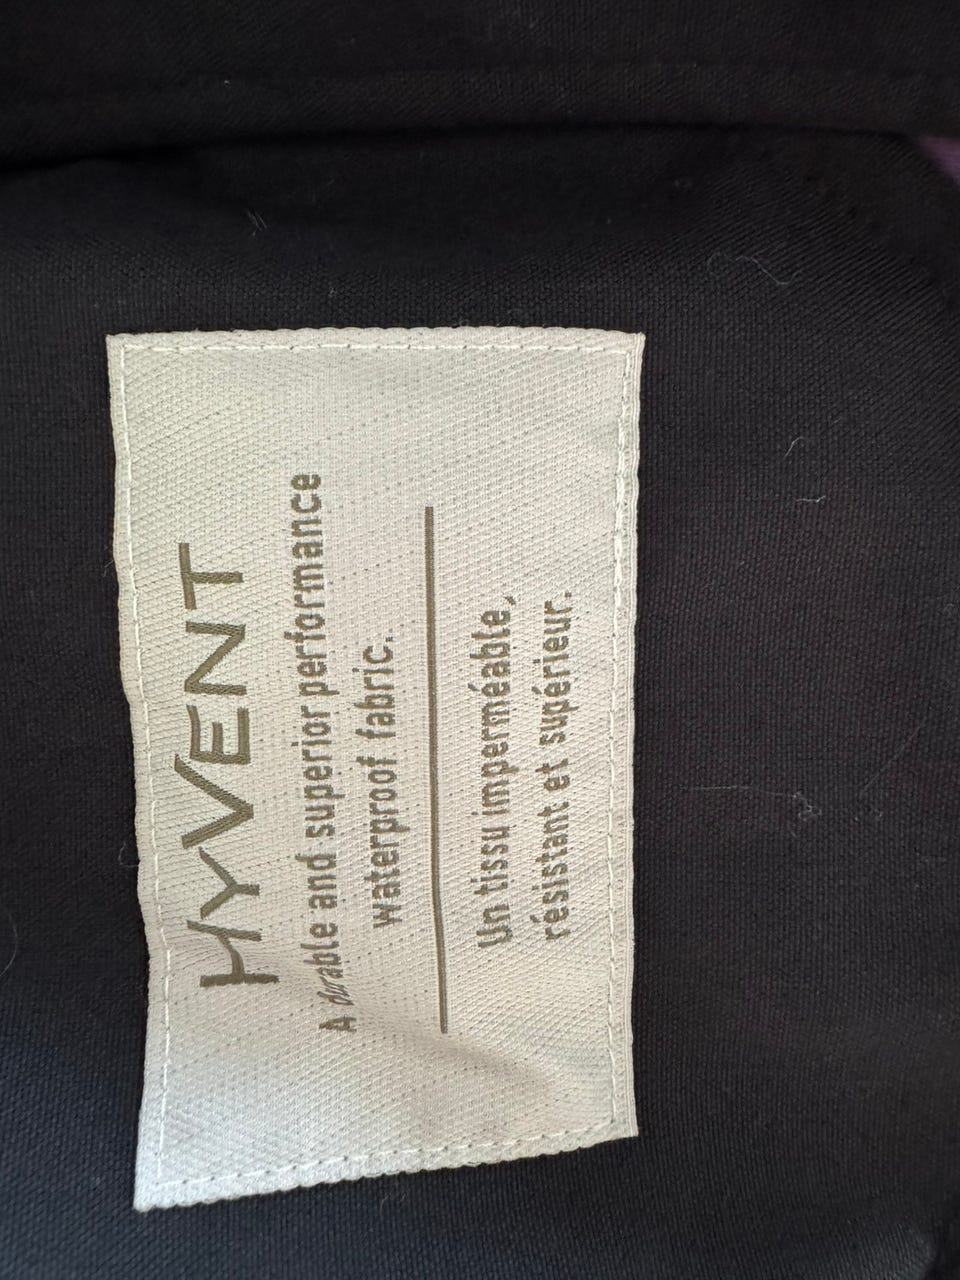 HYVENT
A durable and superior performance
waterproof fabric.
Un tissu imperméable,
résistant et supérieur.